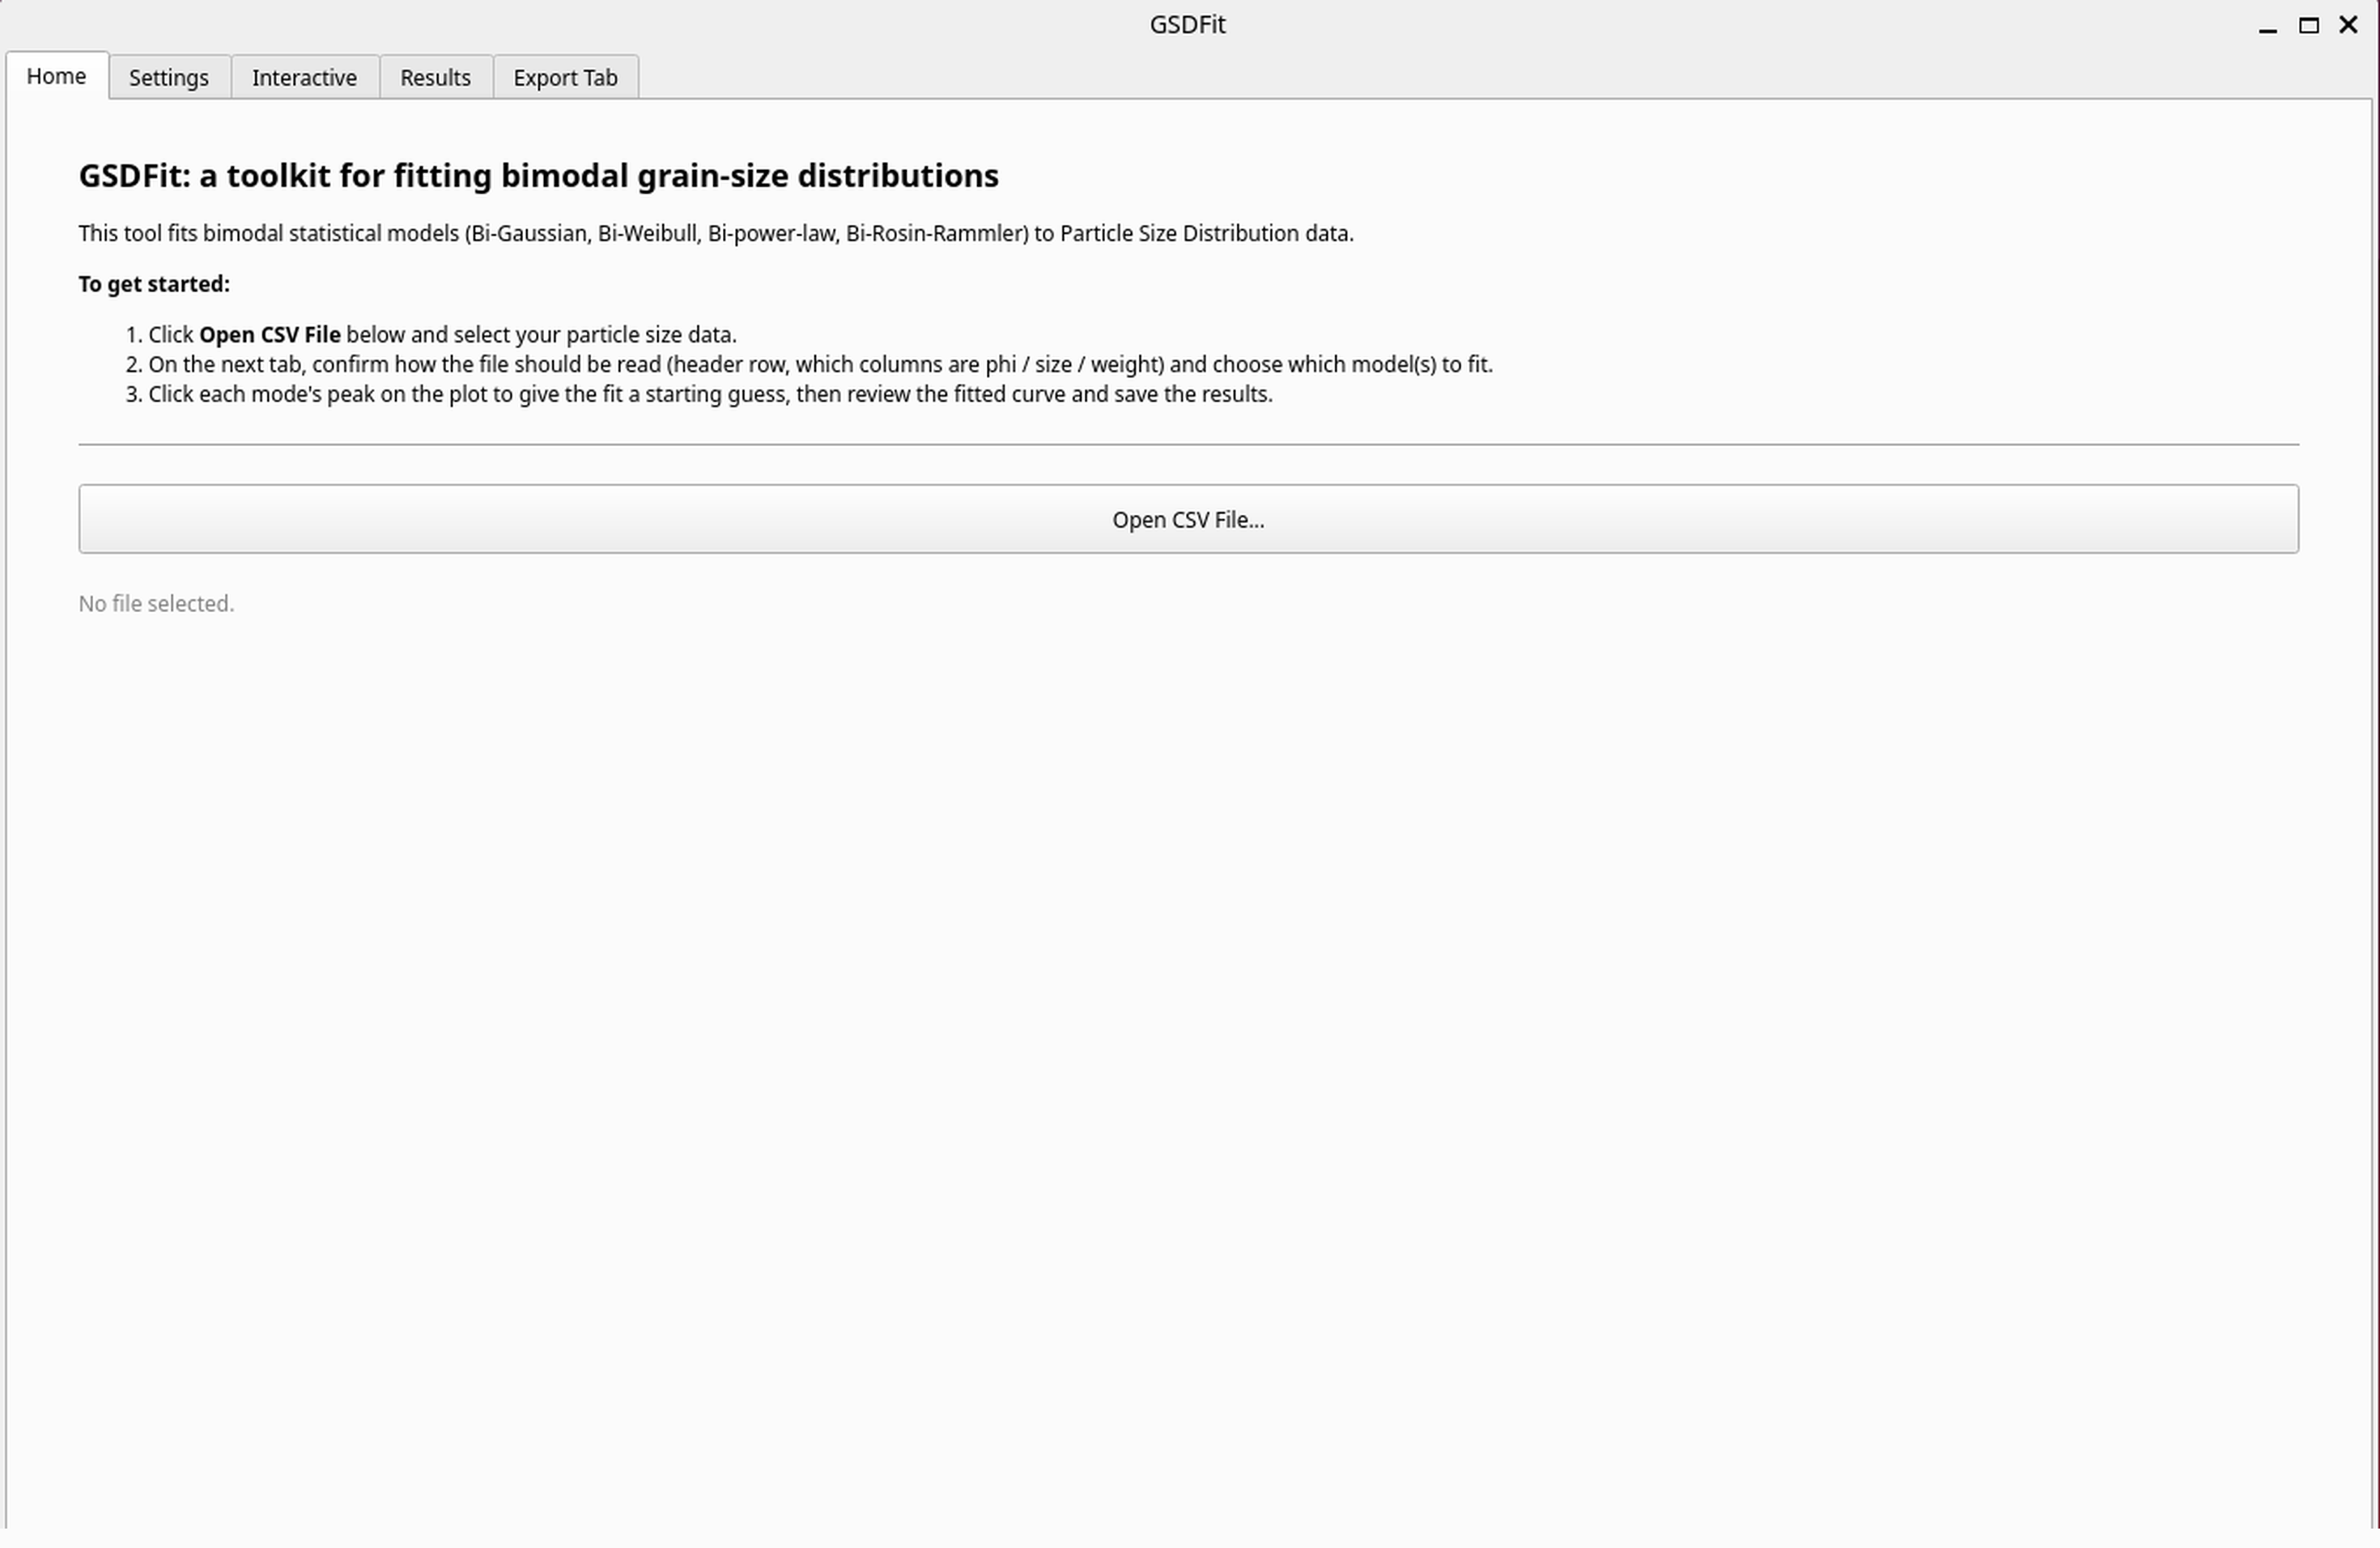 GSDFit
Home Settings Interactive Results Export Tab
GSDFit: a toolkit for fitting bimodal grain-size distributions
This tool fits bimodal statistical models (Bi-Gaussian, Bi-Weibull, Bi-power-law, Bi-Rosin-Rammler) to Particle Size Distribution data.
To get started:
1. Click Open CSV File below and select your particle size data.
2. On the next tab, confirm how the file should be read (header row, which columns are phi / size / weight) and choose which model(s) to fit.
3. Click each mode's peak on the plot to give the fit a starting guess, then review the fitted curve and save the results.
Open CSV File...
No file selected.